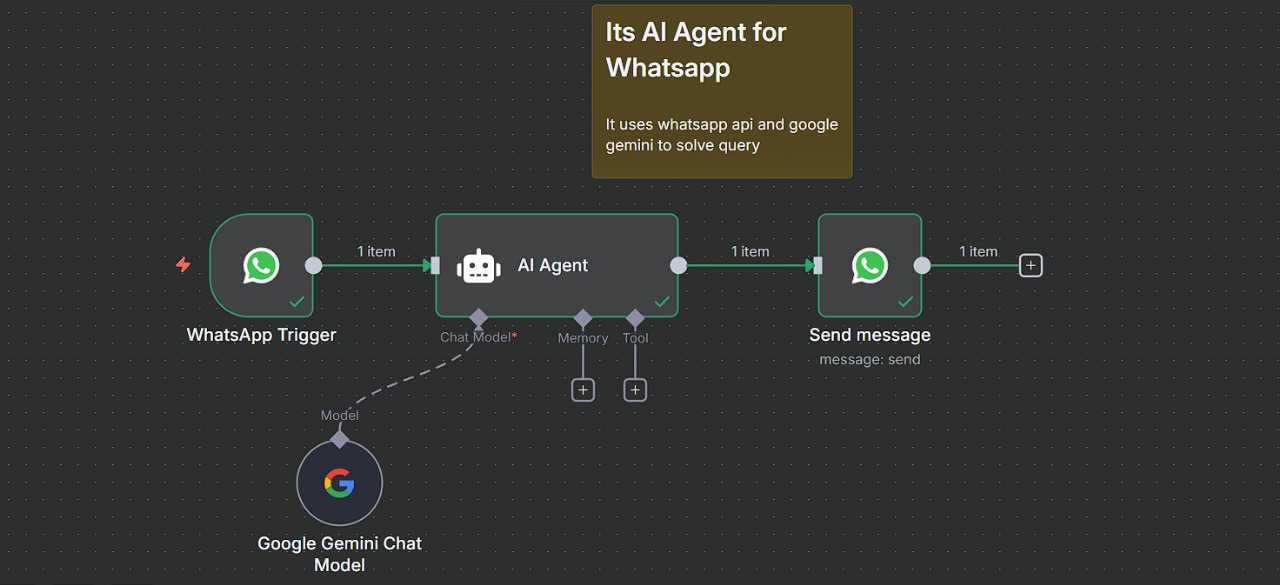 Its AI Agent for
Whatsapp
It uses whatsapp api and google
gemini to solve query
1 item
AI Agent
1 item
1 item
WhatsApp Trigger
Chat Model*
Memory
Tool
Send message
message: send
Model
Google Gemini Chat
Model